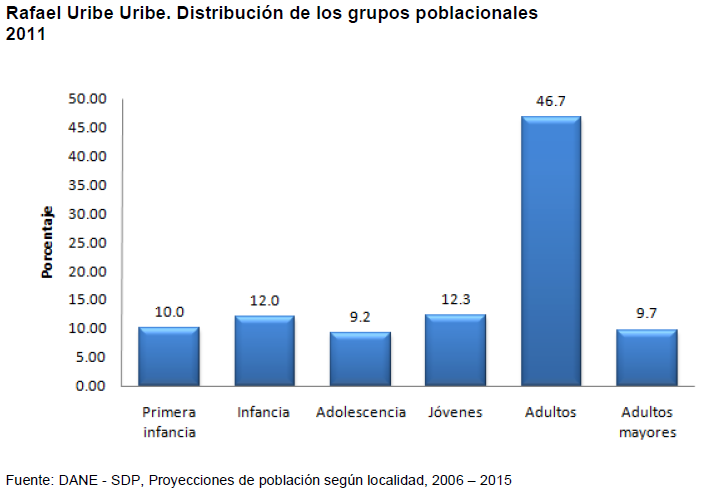 Rafael Uribe Uribe. Distribución de los grupos poblacionales
2011
50.00
45.00
40.00
35.00
30.00
25.00
20.00
15.00
10.00
5.00
0.00
Porcentaje
10.0
12.0
9.2
12.3
46.7
9.7
Primera
infancia
Infancia
Adolescencia
Jóvenes
Adultos
Adultos
mayores
Fuente: DANE - SDP, Proyecciones de población según localidad, 2006 – 2015